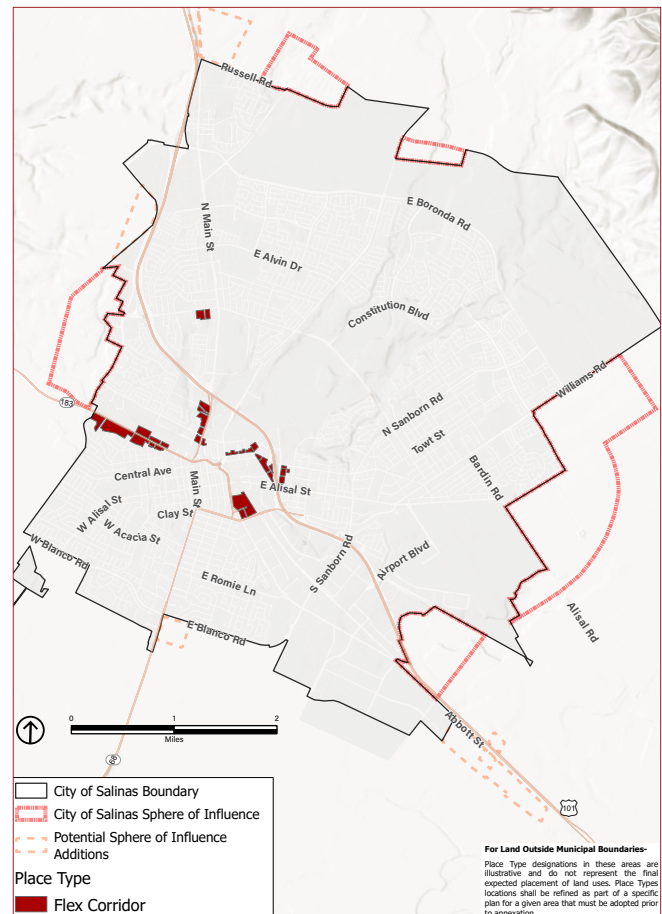 Russell Rd
E Boronda Rd
N Main St
E Alvin Dr
Constitution Blvd
Williams Rd
183
N Sanborn Rd
Towt St
Bardin Rd
Central Ave
Main St
E Alisal St
W Alisal St
Clay St
W Acacia St
W Blanco Rd
S Sanborn Rd
Airport Blvd
E Romie Ln
Alisal Rd
E Blanco Rd
Abbott St
0 1 2
Miles
68
101
City of Salinas Boundary
City of Salinas Sphere of Influence
Potential Sphere of Influence
Additions
Place Type
Flex Corridor
For Land Outside Municipal Boundaries-
Place Type designations in these areas are
illustrative and do not represent the final
expected placement of land uses. Place Types
locations shall be refined as part of a specific
plan for a given area that must be adopted prior
to annexation.